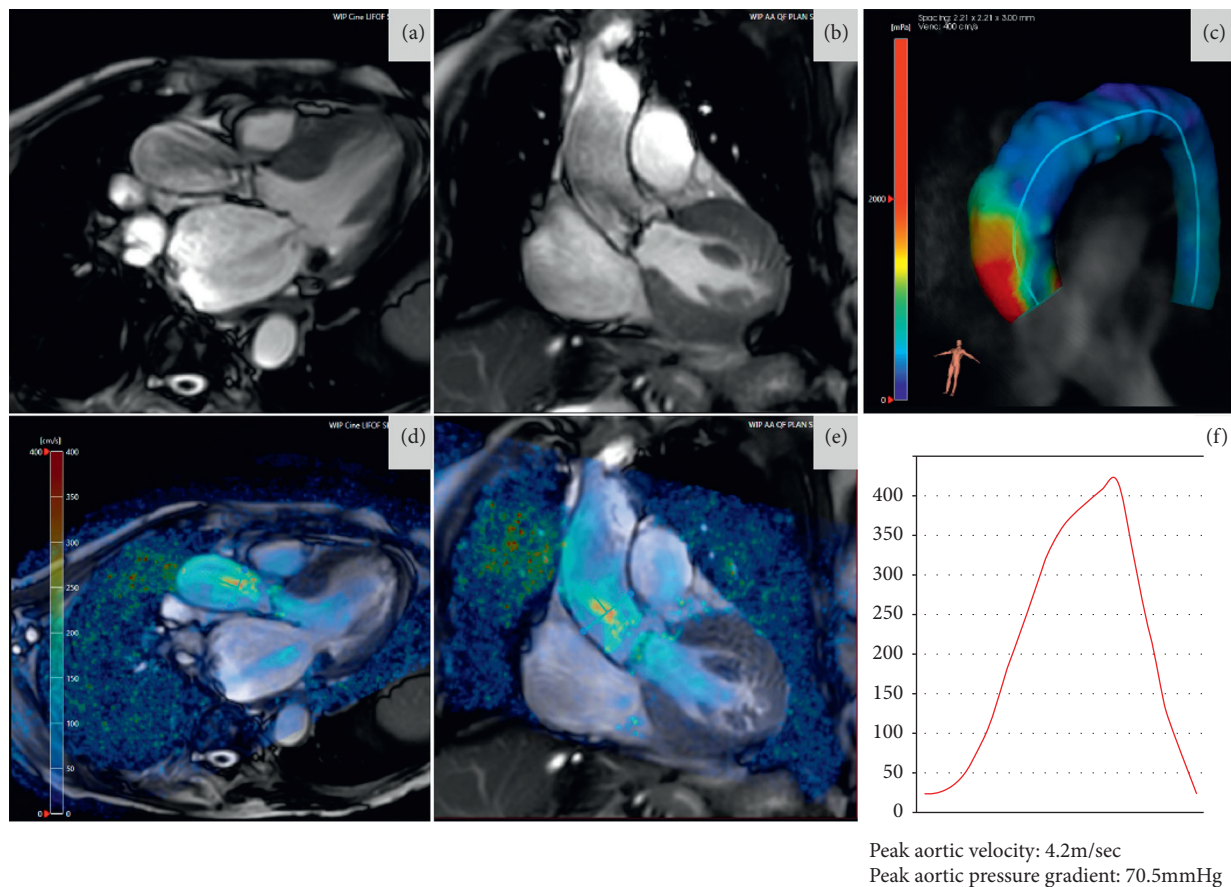 WIP Cine LIFOF S
(a)
WIP AA QF PLAN S
(b)
Spacing: 2.21 x 2.21 x 3.00 mm
Venc: 400 cm/s
(c)
[mPa]
2000
0
WIP Cine LIFOF S
(d)
[cm/s]
400
400
350
300
250
200
150
100
50
0
0
WIP AA QF PLAN S
(e)
(f)
400
350
300
250
200
150
100
50
0
Peak aortic velocity: 4.2m/sec
Peak aortic pressure gradient: 70.5mmHg